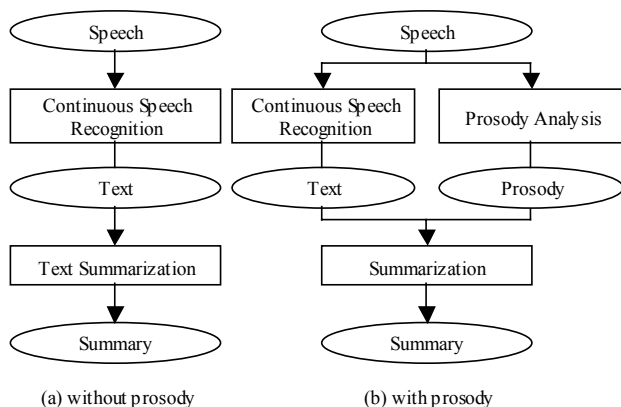 Speech
Continuous Speech
Recognition
Text
Text Summarization
Summary
(a) without prosody
Speech
Continuous Speech
Recognition
Prosody Analysis
Text
Prosody
Summarization
Summary
(b) with prosody